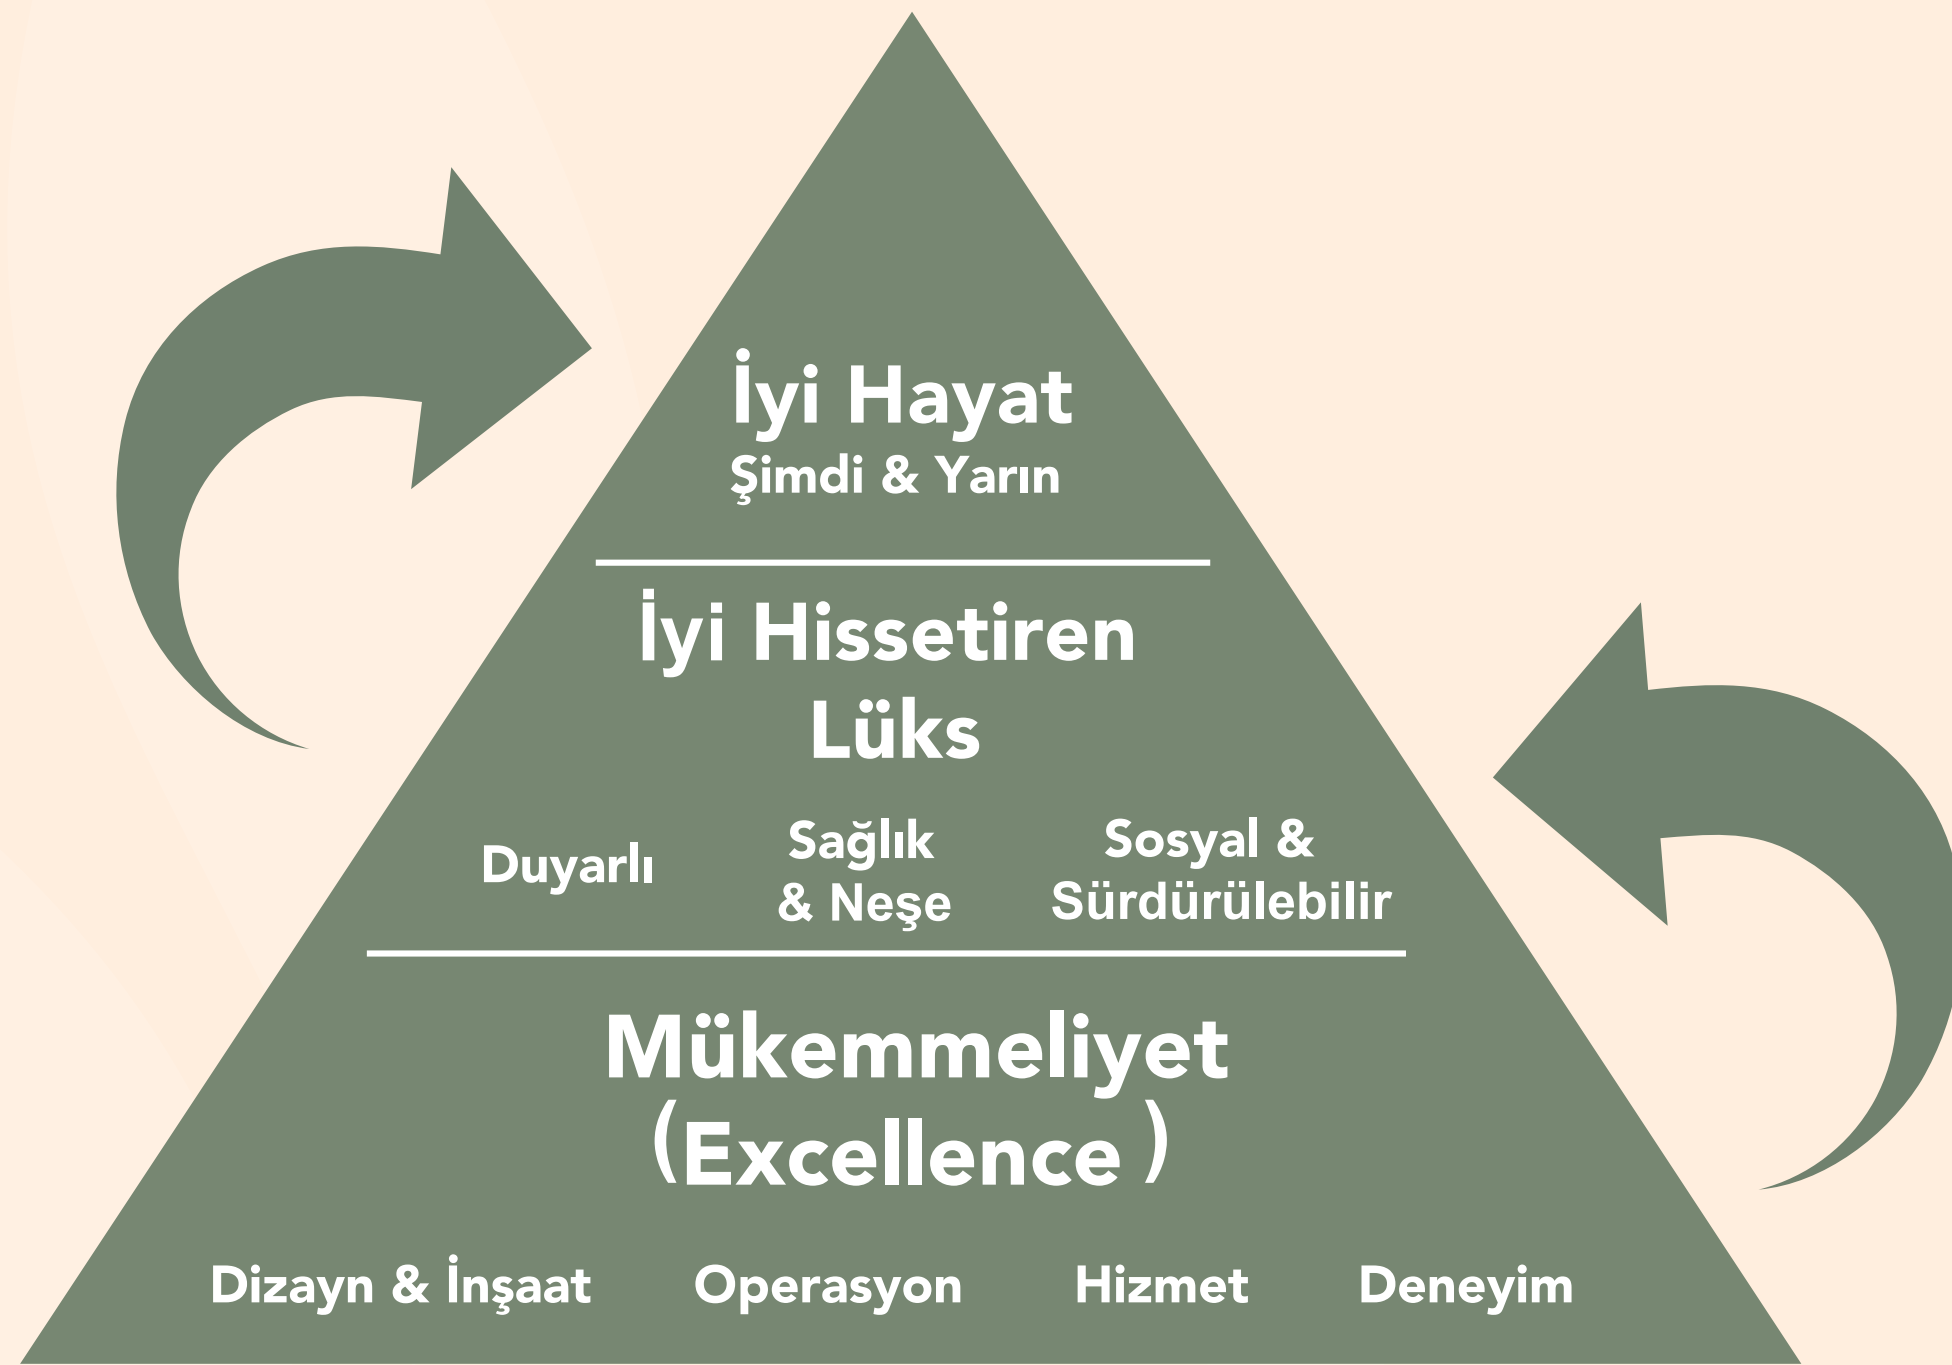 İyi Hayat
Şimdi & Yarın
İyi Hissetiren
Lüks
Duyarlı
Sağlık
& Neşe
Sosyal &
Sürdürülebilir
Mükemmeliyet
(Excellence )
Dizayn & İnşaat Operasyon Hizmet Deneyim